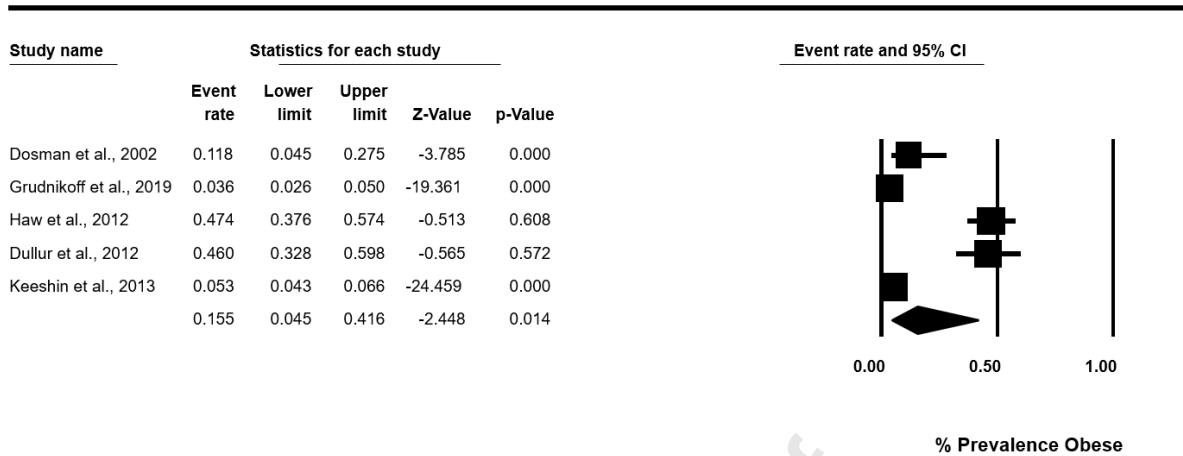 Study name Statistics for each study Event rate and 95% CI
Event Lower Upper
rate limit limit Z-Value p-Value
Dosman et al., 2002 0.118 0.045 0.275 -3.785 0.000
Grudnikoff et al., 2019 0.036 0.026 0.050 -19.361 0.000
Haw et al., 2012 0.474 0.376 0.574 -0.513 0.608
Dullur et al., 2012 0.460 0.328 0.598 -0.565 0.572
Keeshin et al., 2013 0.053 0.043 0.066 -24.459 0.000
0.155 0.045 0.416 -2.448 0.014
0.00 0.50 1.00
% Prevalence Obese